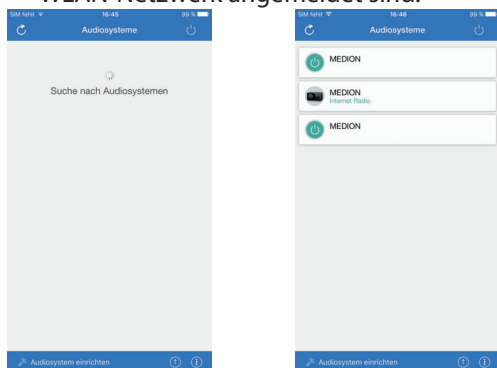 WLAN-Netzwerk angemeldet sind.
SIM fehlt 16:45 99 %
Audiosysteme
Suche nach Audiosystemen
Audiosystem einrichten
SIM fehlt 16:46 99 %
Audiosysteme
MEDION
MEDION
Internet Radio
MEDION
Audiosystem einrichten